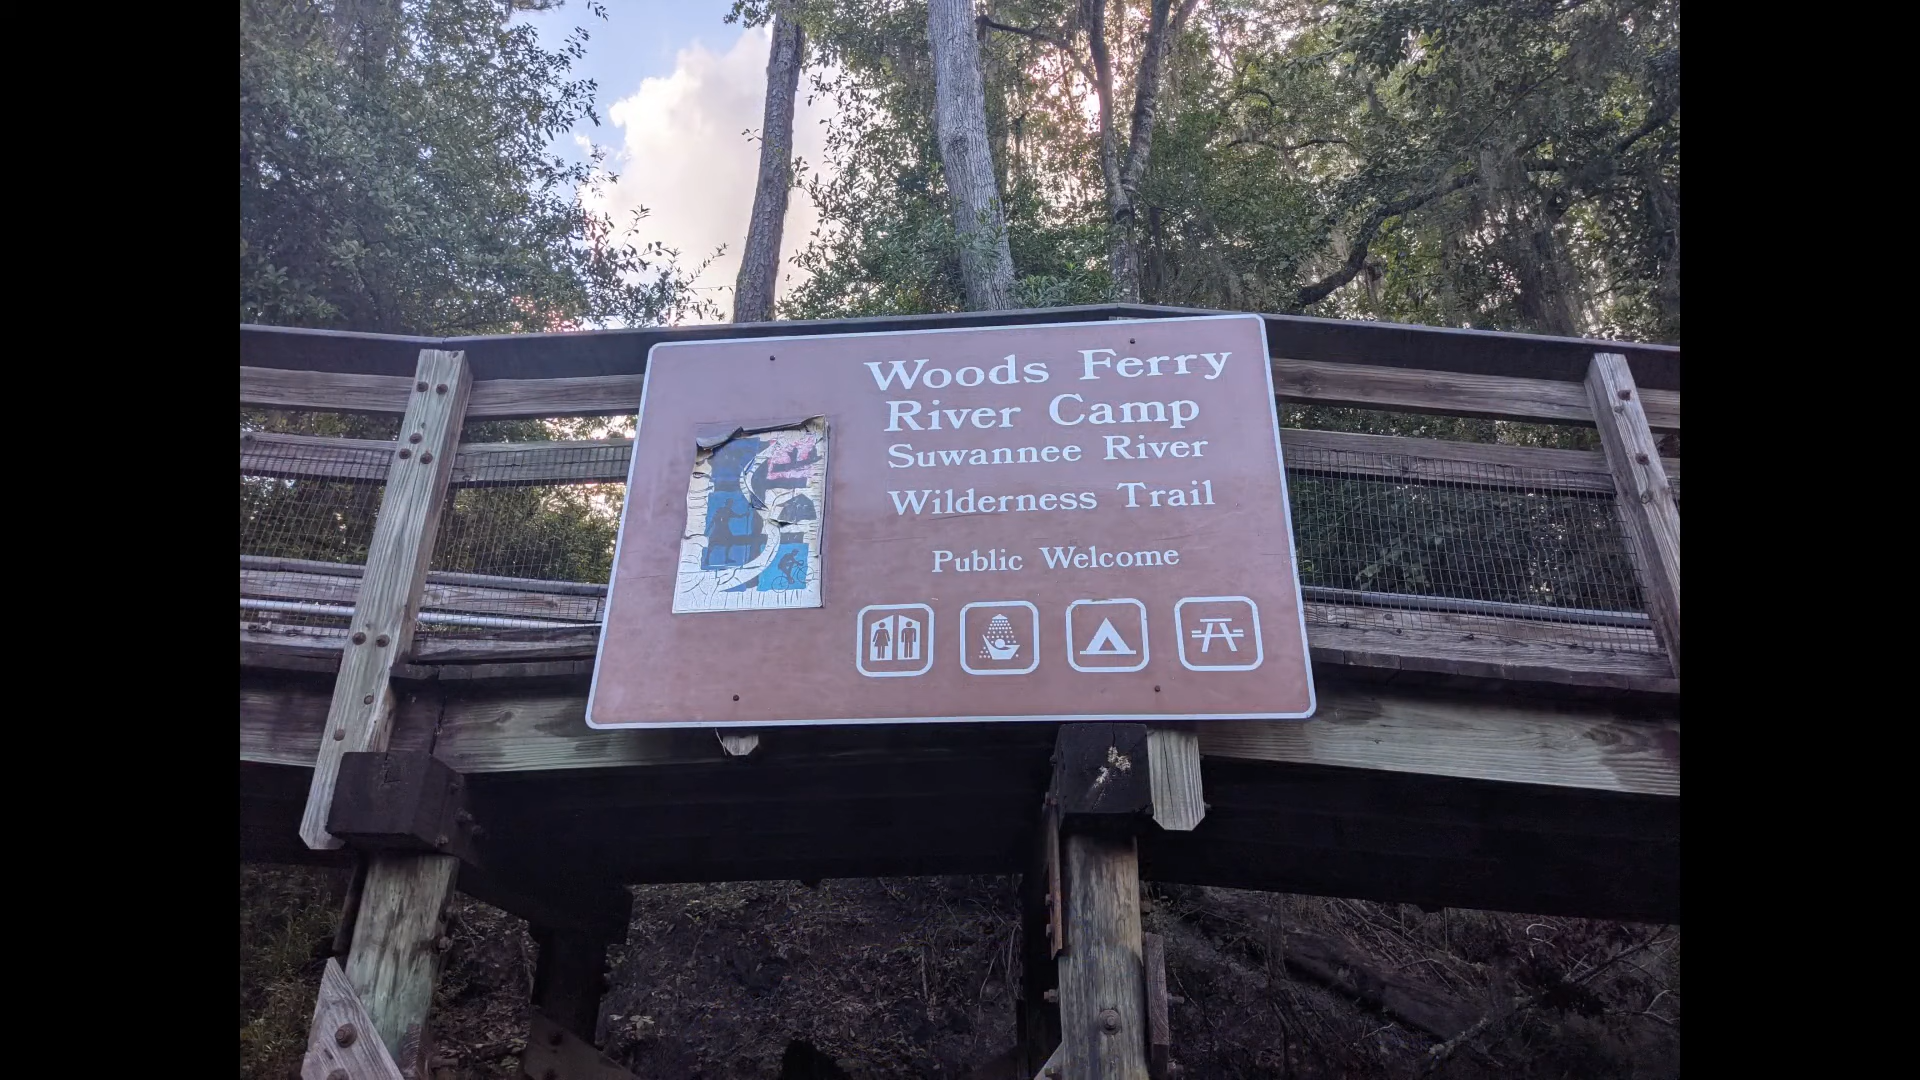 Woods Ferry
River Camp
Suwannee River
Wilderness Trail
Public Welcome